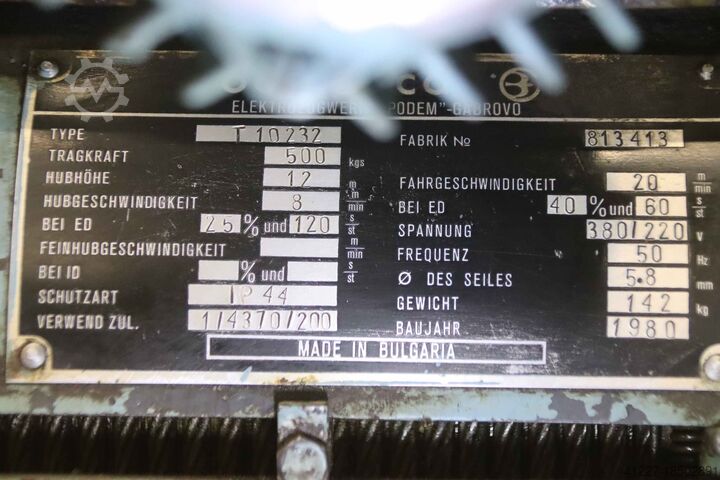 ELEKTROZUGWERK "PODEM"-GABROVO
TYPE T 10232
TRAGKRAFT 500 kgs
HUBHÖHE 12 m
HUBGESCHWINDIGKEIT 8 m/min
BEI ED 25 % und 120 s/st
FEINHUBGESCHWINDIGKEIT m/min
BEI ID % und s/st
SCHUTZART IP 44
VERWEND ZUL. 1/4370/200
FABRIK No 813413
FAHRGESCHWINDIGKEIT 20 m/min
BEI ED 40 % und 60 s/st
SPANNUNG 380/220 V
FREQUENZ 50 Hz
Ø DES SEILES 5.8 mm
GEWICHT 142 kg
BAUJAHR 1980
MADE IN BULGARIA